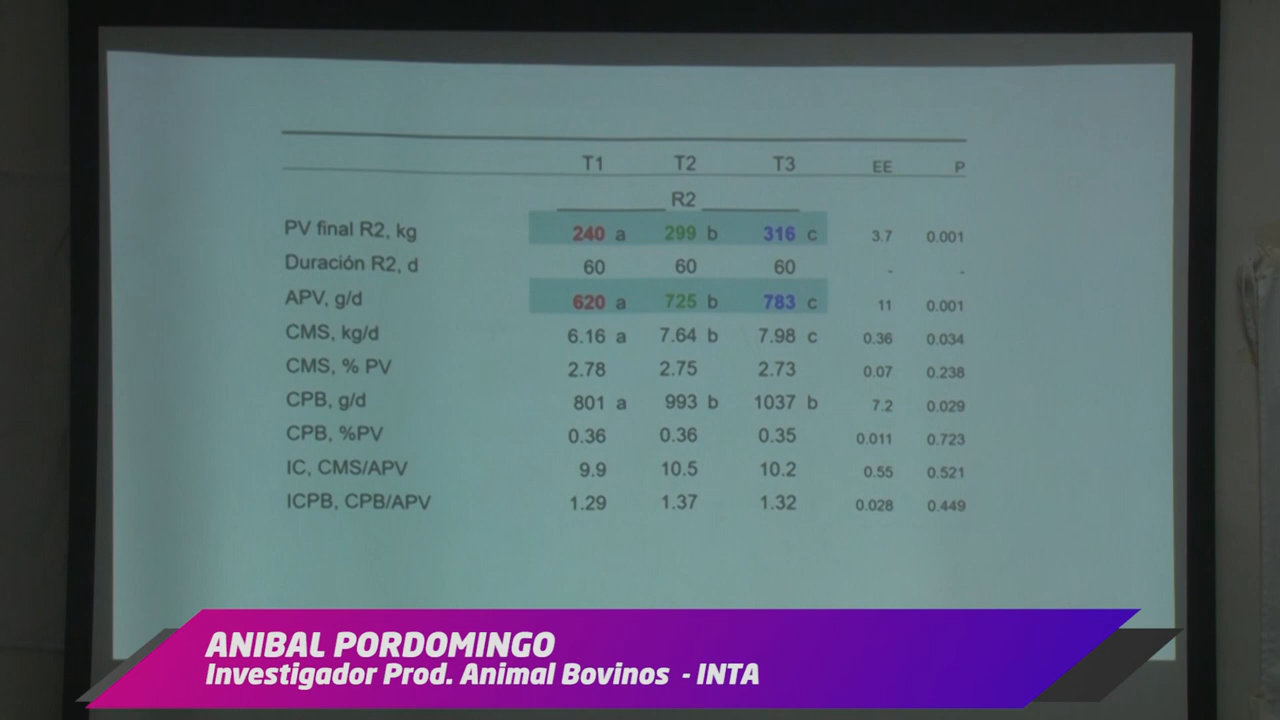 T1 T2 T3 EE P
R2
PV final R2, kg 240 a 299 b 316 c 3.7 0.001
Duración R2, d 60 60 60 - -
APV, g/d 620 a 725 b 783 c 11 0.001
CMS, kg/d 6.16 a 7.64 b 7.98 c 0.36 0.034
CMS, % PV 2.78 2.75 2.73 0.07 0.238
CPB, g/d 801 a 993 b 1037 b 7.2 0.029
CPB, %PV 0.36 0.36 0.35 0.011 0.723
IC, CMS/APV 9.9 10.5 10.2 0.55 0.521
ICPB, CPB/APV 1.29 1.37 1.32 0.028 0.449
ANIBAL PORDOMINGO
Investigador Prod. Animal Bovinos - INTA